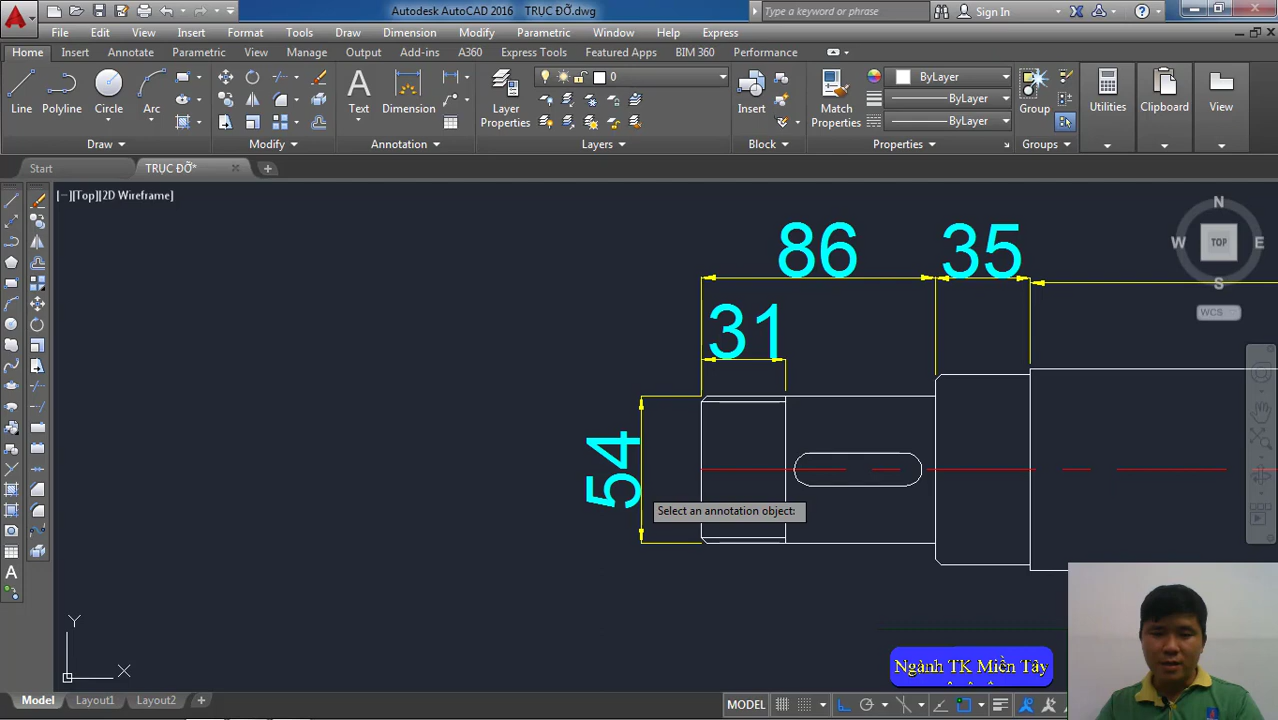 Autodesk AutoCAD 2016 TRỤC ĐỠ.dwg
Type a keyword or phrase
Sign In
File Edit View Insert Format Tools Draw Dimension Modify Parametric Window Help Express
Home Insert Annotate Parametric View Manage Output Add-ins A360 Express Tools Featured Apps BIM 360 Performance
Line Polyline Circle Arc
Text Dimension
Layer Properties
0
Insert
Match Properties
ByLayer
ByLayer
ByLayer
Group
Utilities
Clipboard
View
Draw Modify Annotation Layers Block Properties Groups
Start TRỤC ĐỠ*
[−][Top][2D Wireframe]
N
W TOP E
S
WCS
86 35
31
54
Select an annotation object:
Y
X
Ngành TK Miền Tây
Model Layout1 Layout2
MODEL